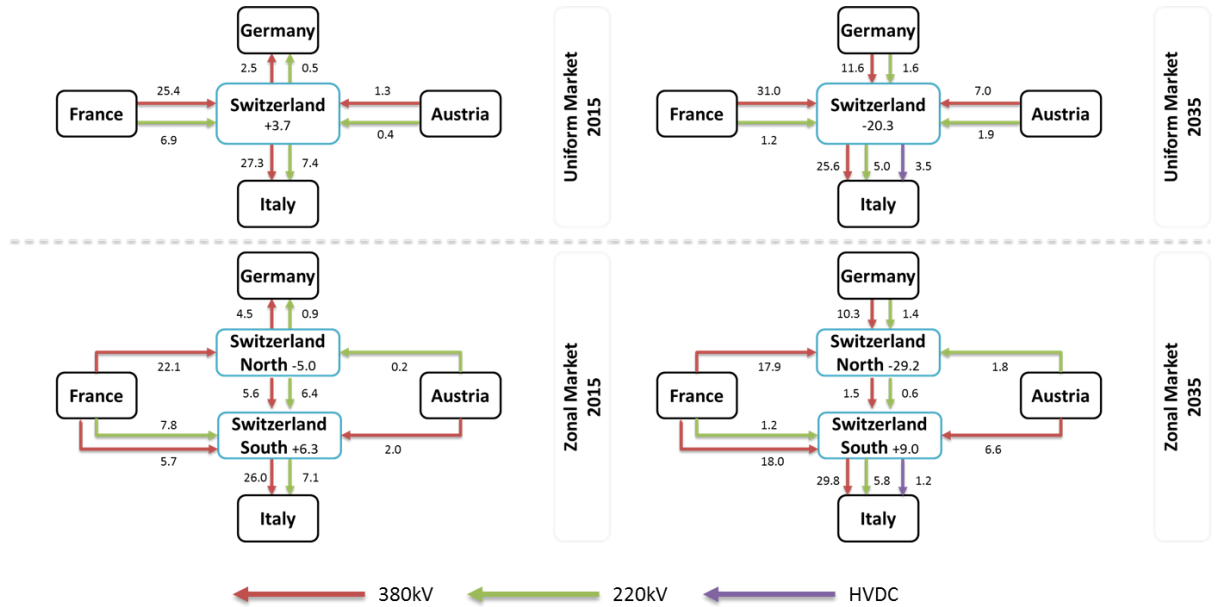 Germany
2.5 0.5
25.4
France
6.9
Switzerland
+3.7
1.3
Austria
0.4
27.3 7.4
Italy
Uniform Market
2015
Germany
11.6 1.6
31.0
France
1.2
Switzerland
-20.3
7.0
Austria
1.9
25.6 5.0 3.5
Italy
Uniform Market
2035
Germany
4.5 0.9
Switzerland
North -5.0
22.1
0.2
France
5.6 6.4
Austria
7.8
Switzerland
South +6.3
5.7
2.0
26.0 7.1
Italy
Zonal Market
2015
Germany
10.3 1.4
Switzerland
North -29.2
17.9
1.8
France
1.5 0.6
Austria
1.2
Switzerland
South +9.0
18.0
6.6
29.8 5.8 1.2
Italy
Zonal Market
2035
380kV
220kV
HVDC